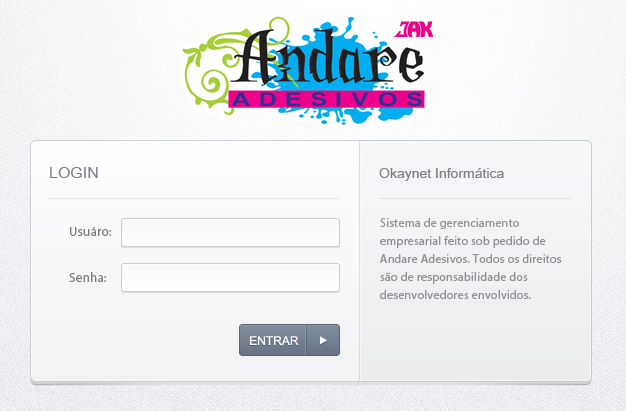 JAK
Andare
ADESIVOS
LOGIN
Usuáro:
Senha:
ENTRAR
Okaynet Informática
Sistema de gerenciamento
empresarial feito sob pedido de
Andare Adesivos. Todos os direitos
são de responsabilidade dos
desenvolvedores envolvidos.